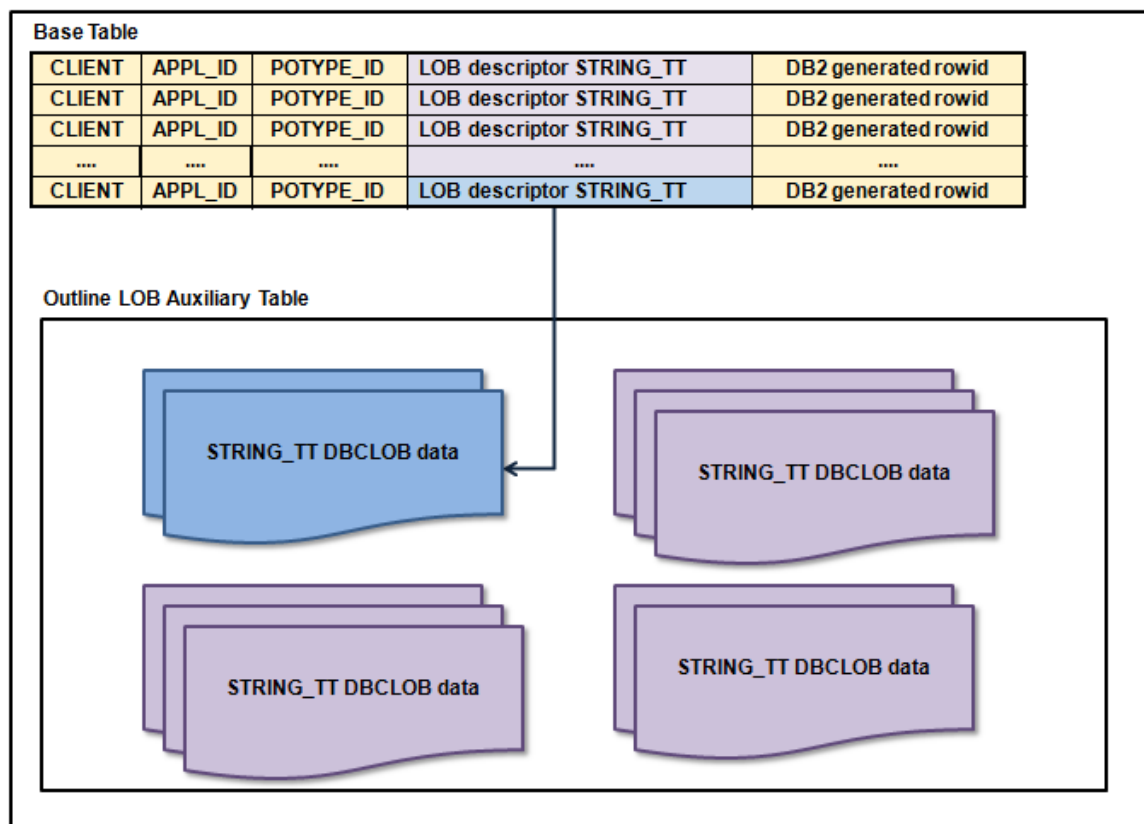 Base Table
CLIENT APPL_ID POTYPE_ID LOB descriptor STRING_TT DB2 generated rowid
CLIENT APPL_ID POTYPE_ID LOB descriptor STRING_TT DB2 generated rowid
CLIENT APPL_ID POTYPE_ID LOB descriptor STRING_TT DB2 generated rowid
.... .... .... .... ....
CLIENT APPL_ID POTYPE_ID LOB descriptor STRING_TT DB2 generated rowid
Outline LOB Auxiliary Table
STRING_TT DBCLOB data
STRING_TT DBCLOB data
STRING_TT DBCLOB data
STRING_TT DBCLOB data